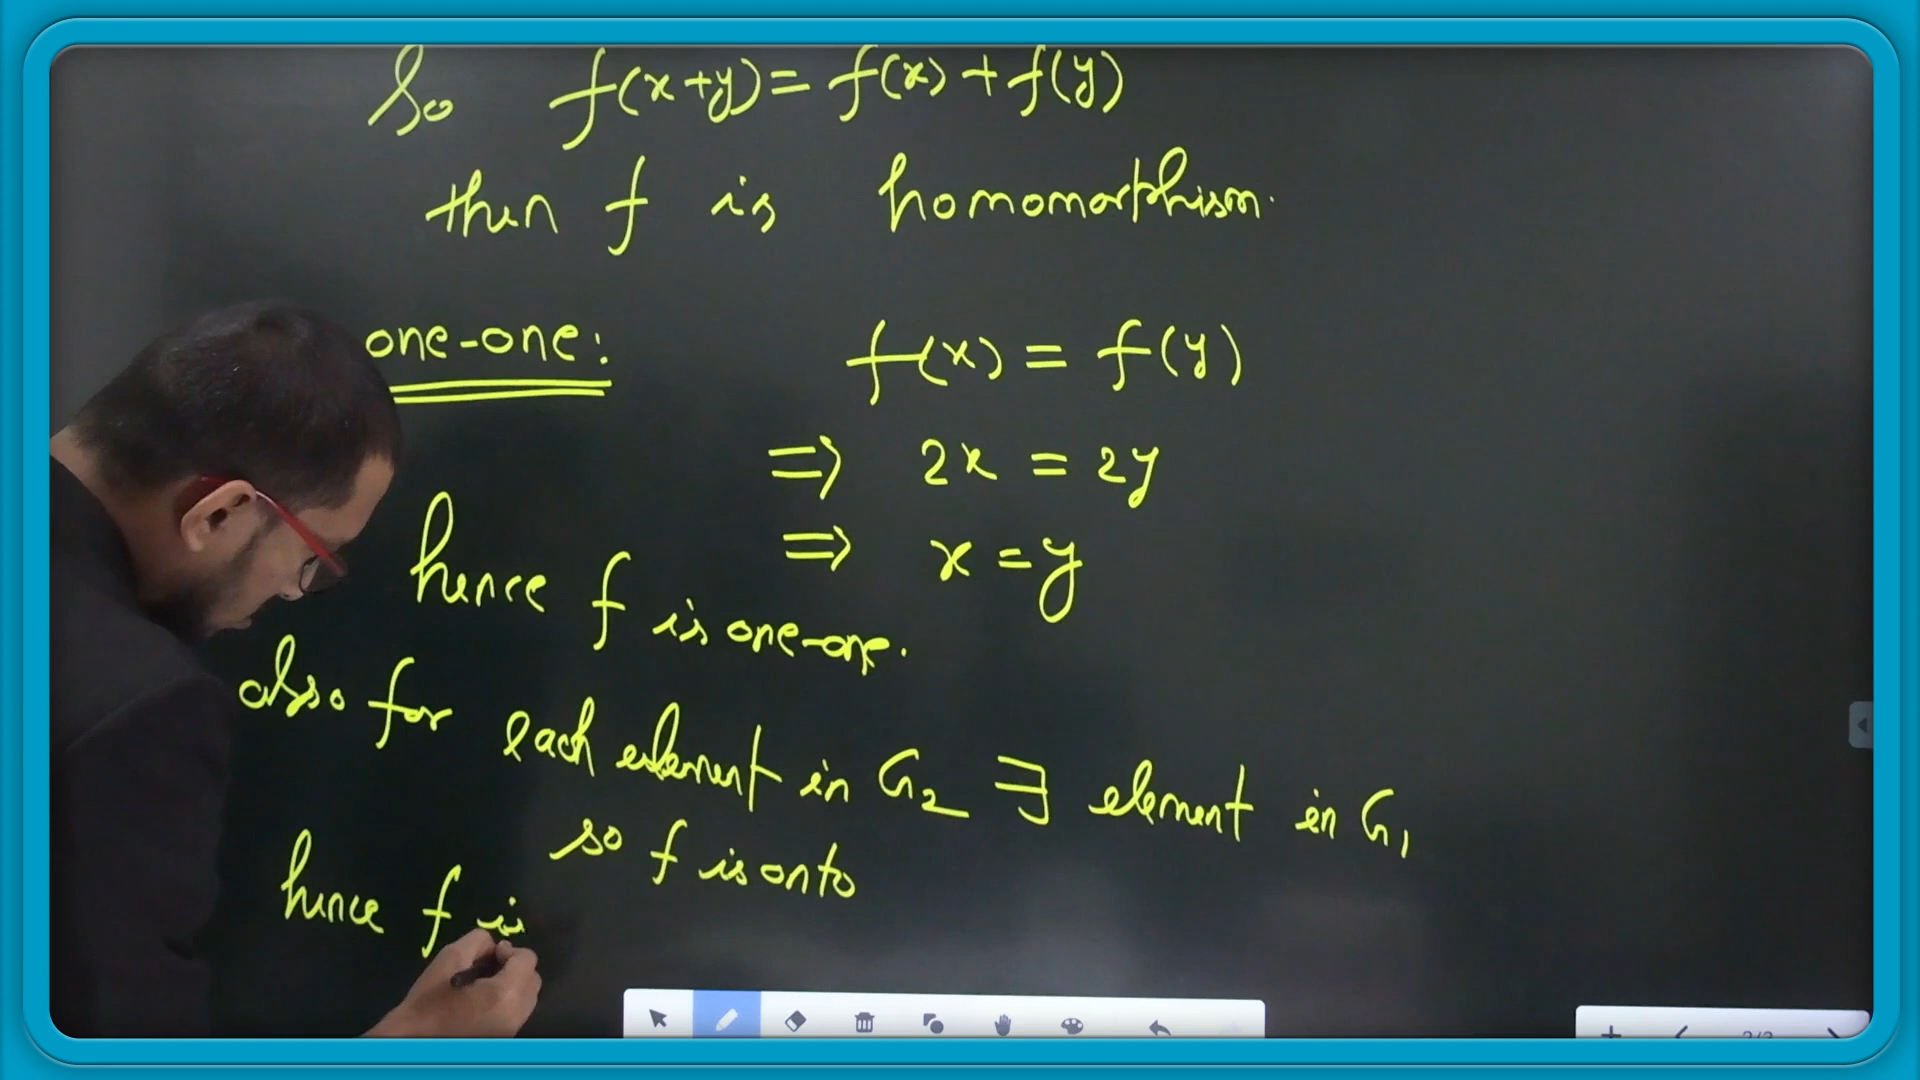 So f(x+y) = f(x) + f(y)
then f is homomorphism.
one-one: f(x) = f(y)
⇒ 2x = 2y
⇒ x = y
hence f is one-one.
also for each element in G₂ ∃ element in G₁
so f is onto
hence f is